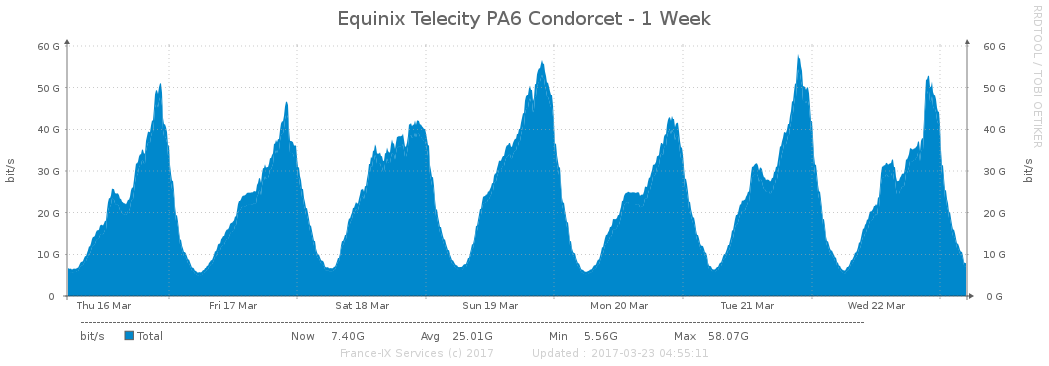 Equinix Telecity PA6 Condorcet - 1 Week
RRDTOOL / TOBI OETIKER
bit/s
60 G
50 G
40 G
30 G
20 G
10 G
0
60 G
50 G
40 G
30 G
20 G
10 G
0 G
bit/s
Thu 16 Mar Fri 17 Mar Sat 18 Mar Sun 19 Mar Mon 20 Mar Tue 21 Mar Wed 22 Mar
bit/s Total Now 7.40G Avg 25.01G Min 5.56G Max 58.07G
France-IX Services (c) 2017 Updated : 2017-03-23 04:55:11